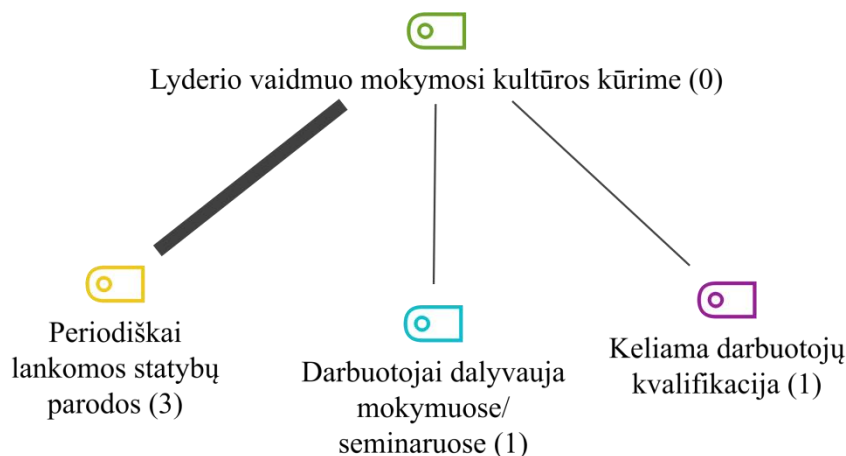 Lyderio vaidmuo mokymosi kultūros kūrime (0)
Periodiškai
lankomos statybų
parodos (3)
Darbuotojai dalyvauja
mokymuose/
seminaruose (1)
Keliama darbuotojų
kvalifikacija (1)